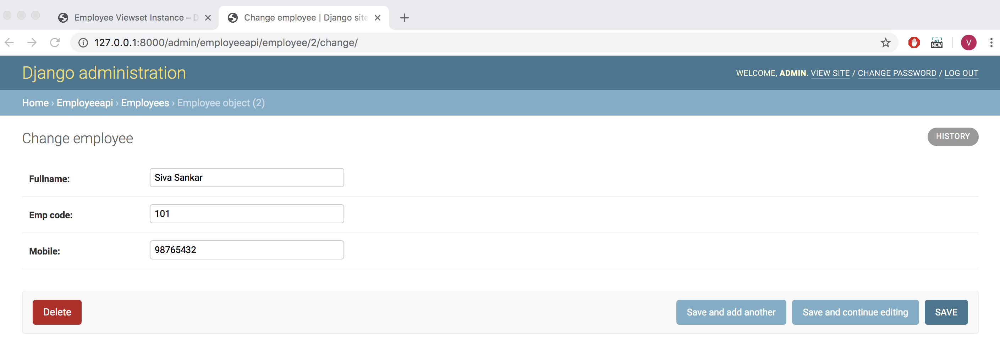 Employee Viewset Instance – D
Change employee | Django site
127.0.0.1:8000/admin/employeeapi/employee/2/change/
NEW
V
Django administration
WELCOME, ADMIN. VIEW SITE / CHANGE PASSWORD / LOG OUT
Home › Employeeapi › Employees › Employee object (2)
Change employee
HISTORY
Fullname: Siva Sankar
Emp code: 101
Mobile: 98765432
Delete Save and add another Save and continue editing SAVE